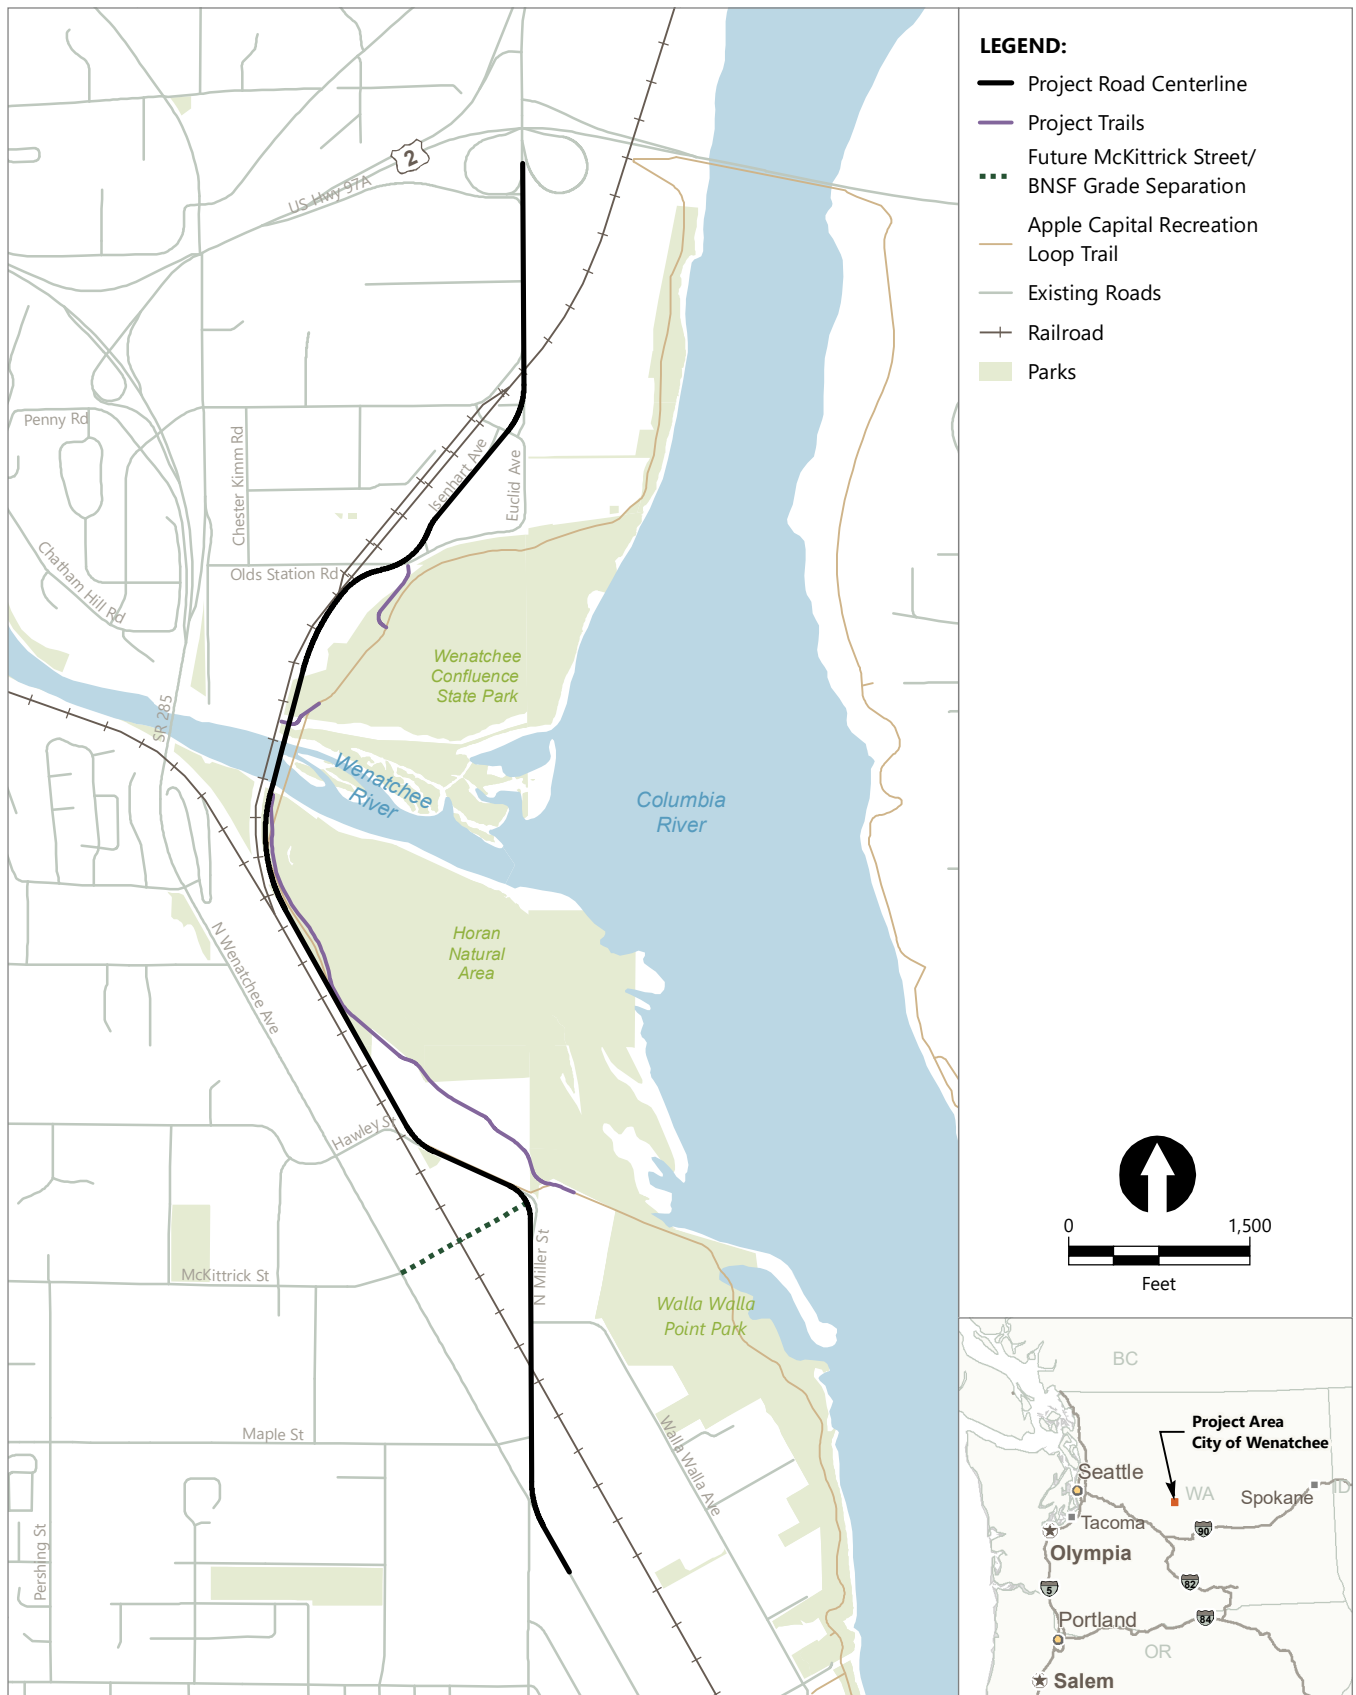 LEGEND:
Project Road Centerline
Project Trails
Future McKittrick Street/
BNSF Grade Separation
Apple Capital Recreation
Loop Trail
Existing Roads
Railroad
Parks
2
US Hwy 97A
Penny Rd
Chester Kimm Rd
Isenhart Ave
Euclid Ave
Chatham Hill Rd
Olds Station Rd
Wenatchee
Confluence
State Park
SR 285
Wenatchee
River
Columbia
River
Horan
Natural
Area
N Wenatchee Ave
Hawley St
McKittrick St
N Miller St
Walla Walla
Point Park
Maple St
Walla Walla Ave
Pershing St
0 1,500
Feet
BC
Project Area
City of Wenatchee
Seattle
WA
Spokane
ID
Tacoma
90
Olympia
82
5
84
Portland
OR
Salem